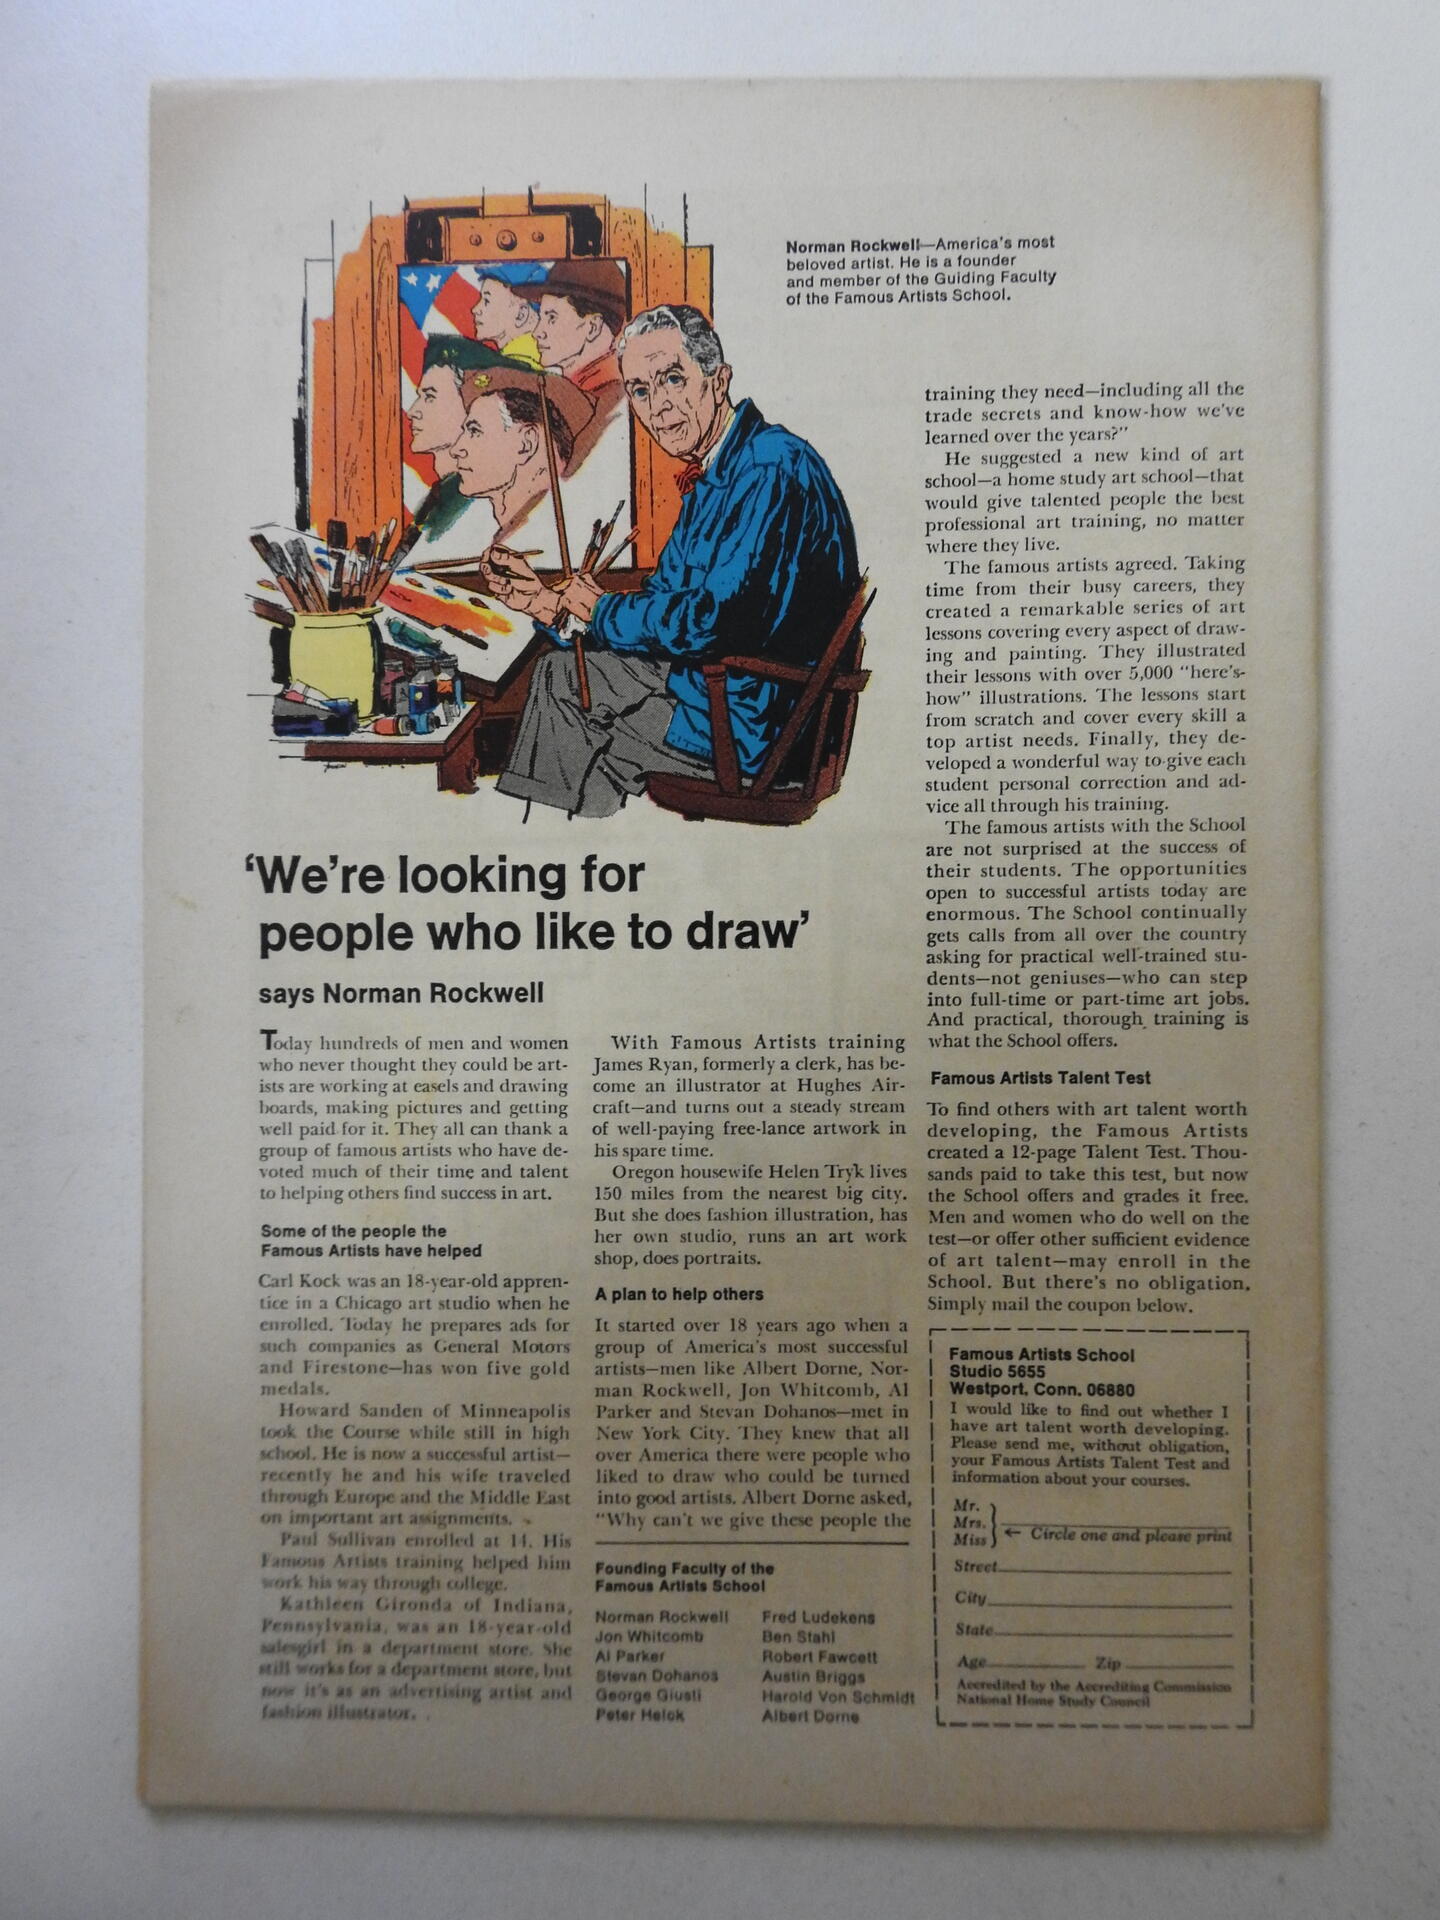 Norman Rockwell—America's most
beloved artist. He is a founder
and member of the Guiding Faculty
of the Famous Artists School.
'We're looking for
people who like to draw'
says Norman Rockwell
Today hundreds of men and women
who never thought they could be art-
ists are working at easels and drawing
boards, making pictures and getting
well paid for it. They all can thank a
group of famous artists who have de-
voted much of their time and talent
to helping others find success in art.
Some of the people the
Famous Artists have helped
Carl Kock was an 18-year-old appren-
tice in a Chicago art studio when he
enrolled. Today he prepares ads for
such companies as General Motors
and Firestone—has won five gold
medals.
Howard Sanden of Minneapolis
took the Course while still in high
school. He is now a successful artist—
recently he and his wife traveled
through Europe and the Middle East
on important art assignments.
Paul Sullivan enrolled at 14. His
Famous Artists training helped him
work his way through college.
Kathleen Gironda of Indiana,
Pennsylvania, was an 18-year-old
salesgirl in a department store. She
still works for a department store, but
now it's as an advertising artist and
fashion illustrator.
With Famous Artists training
James Ryan, formerly a clerk, has be-
come an illustrator at Hughes Air-
craft—and turns out a steady stream
of well-paying free-lance artwork in
his spare time.
Oregon housewife Helen Tryk lives
150 miles from the nearest big city.
But she does fashion illustration, has
her own studio, runs an art work
shop, does portraits.
A plan to help others
It started over 18 years ago when a
group of America's most successful
artists—men like Albert Dorne, Nor-
man Rockwell, Jon Whitcomb, Al
Parker and Stevan Dohanos—met in
New York City. They knew that all
over America there were people who
liked to draw who could be turned
into good artists. Albert Dorne asked,
"Why can't we give these people the
Founding Faculty of the
Famous Artists School
Norman Rockwell
Jon Whitcomb
Al Parker
Stevan Dohanos
George Giusti
Peter Helck
Fred Ludekens
Ben Stahl
Robert Fawcett
Austin Briggs
Harold Von Schmidt
Albert Dorne
training they need—including all the
trade secrets and know-how we've
learned over the years?"
He suggested a new kind of art
school—a home study art school—that
would give talented people the best
professional art training, no matter
where they live.
The famous artists agreed. Taking
time from their busy careers, they
created a remarkable series of art
lessons covering every aspect of draw-
ing and painting. They illustrated
their lessons with over 5,000 "here's-
how" illustrations. The lessons start
from scratch and cover every skill a
top artist needs. Finally, they de-
veloped a wonderful way to give each
student personal correction and ad-
vice all through his training.
The famous artists with the School
are not surprised at the success of
their students. The opportunities
open to successful artists today are
enormous. The School continually
gets calls from all over the country
asking for practical well-trained stu-
dents—not geniuses—who can step
into full-time or part-time art jobs.
And practical, thorough training is
what the School offers.
Famous Artists Talent Test
To find others with art talent worth
developing, the Famous Artists
created a 12-page Talent Test. Thou-
sands paid to take this test, but now
the School offers and grades it free.
Men and women who do well on the
test—or offer other sufficient evidence
of art talent—may enroll in the
School. But there's no obligation.
Simply mail the coupon below.
Famous Artists School
Studio 5655
Westport, Conn. 06880
I would like to find out whether I
have art talent worth developing.
Please send me, without obligation,
your Famous Artists Talent Test and
information about your courses.
Mr.
Mrs.
Miss
← Circle one and please print
Street
City
State
Age Zip
Accredited by the Accrediting Commission
National Home Study Council